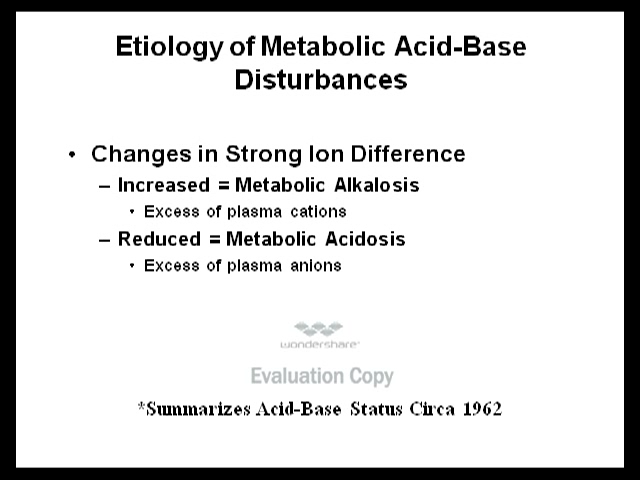 Etiology of Metabolic Acid-Base
Disturbances
• Changes in Strong Ion Difference
– Increased = Metabolic Alkalosis
• Excess of plasma cations
– Reduced = Metabolic Acidosis
• Excess of plasma anions
wondershare
Evaluation Copy
*Summarizes Acid-Base Status Circa 1962